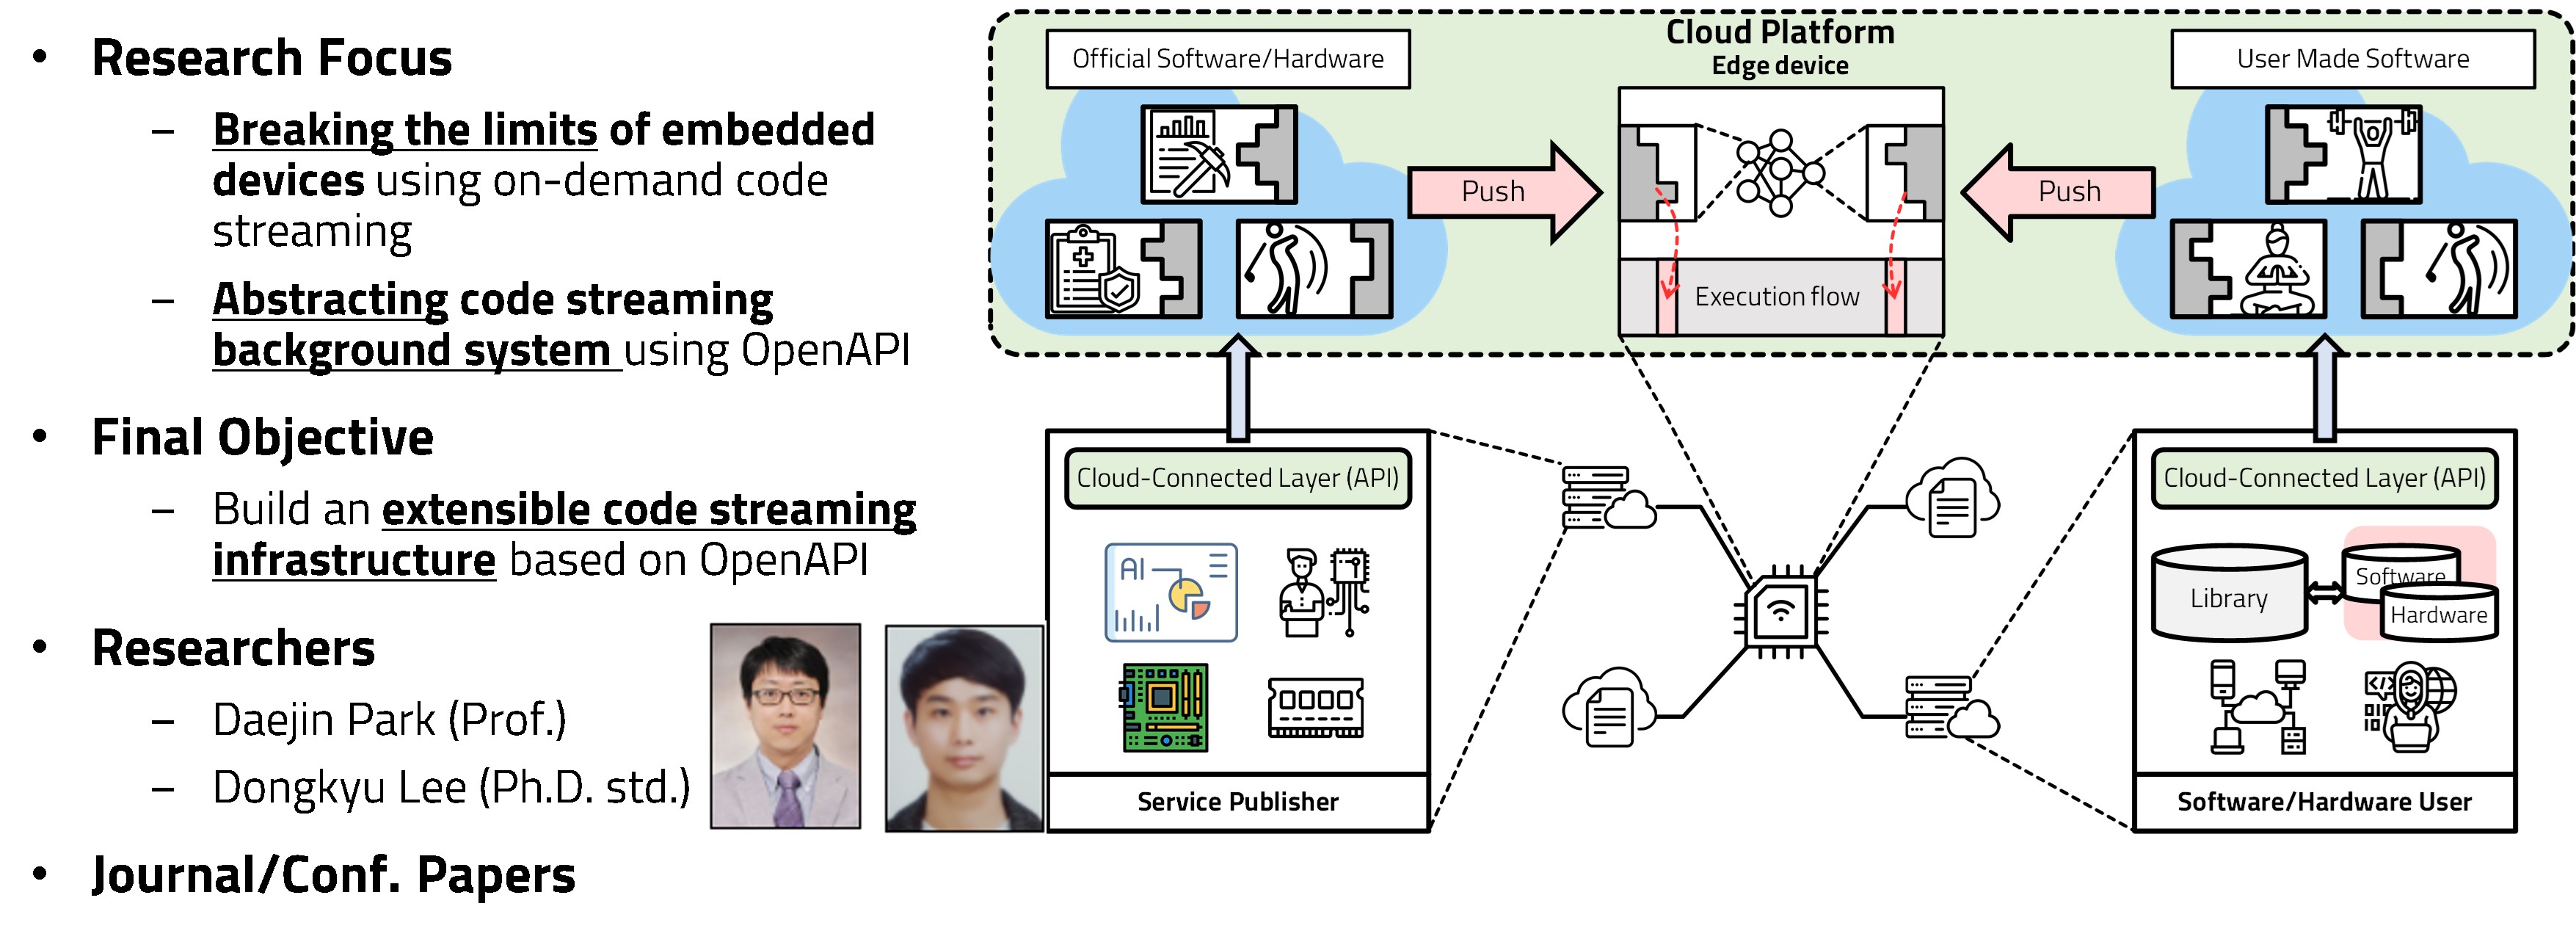 • Research Focus
– Breaking the limits of embedded
devices using on-demand code
streaming
– Abstracting code streaming
background system using OpenAPI
• Final Objective
– Build an extensible code streaming
infrastructure based on OpenAPI
• Researchers
– Daejin Park (Prof.)
– Dongkyu Lee (Ph.D. std.)
• Journal/Conf. Papers
Cloud Platform
Edge device
Official Software/Hardware
User Made Software
Push
Push
Execution flow
Cloud-Connected Layer (API)
AI
Service Publisher
Cloud-Connected Layer (API)
Library
Software
Hardware
</>
01
10
Software/Hardware User